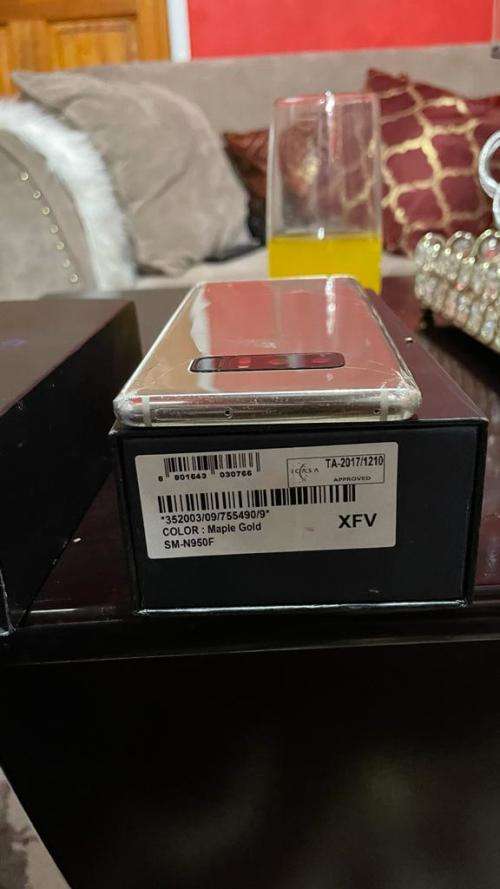 ICASA
TA-2017/1210
APPROVED
8 801643 030766
*352003/09/755490/9*
COLOR : Maple Gold
SM-N950F
XFV